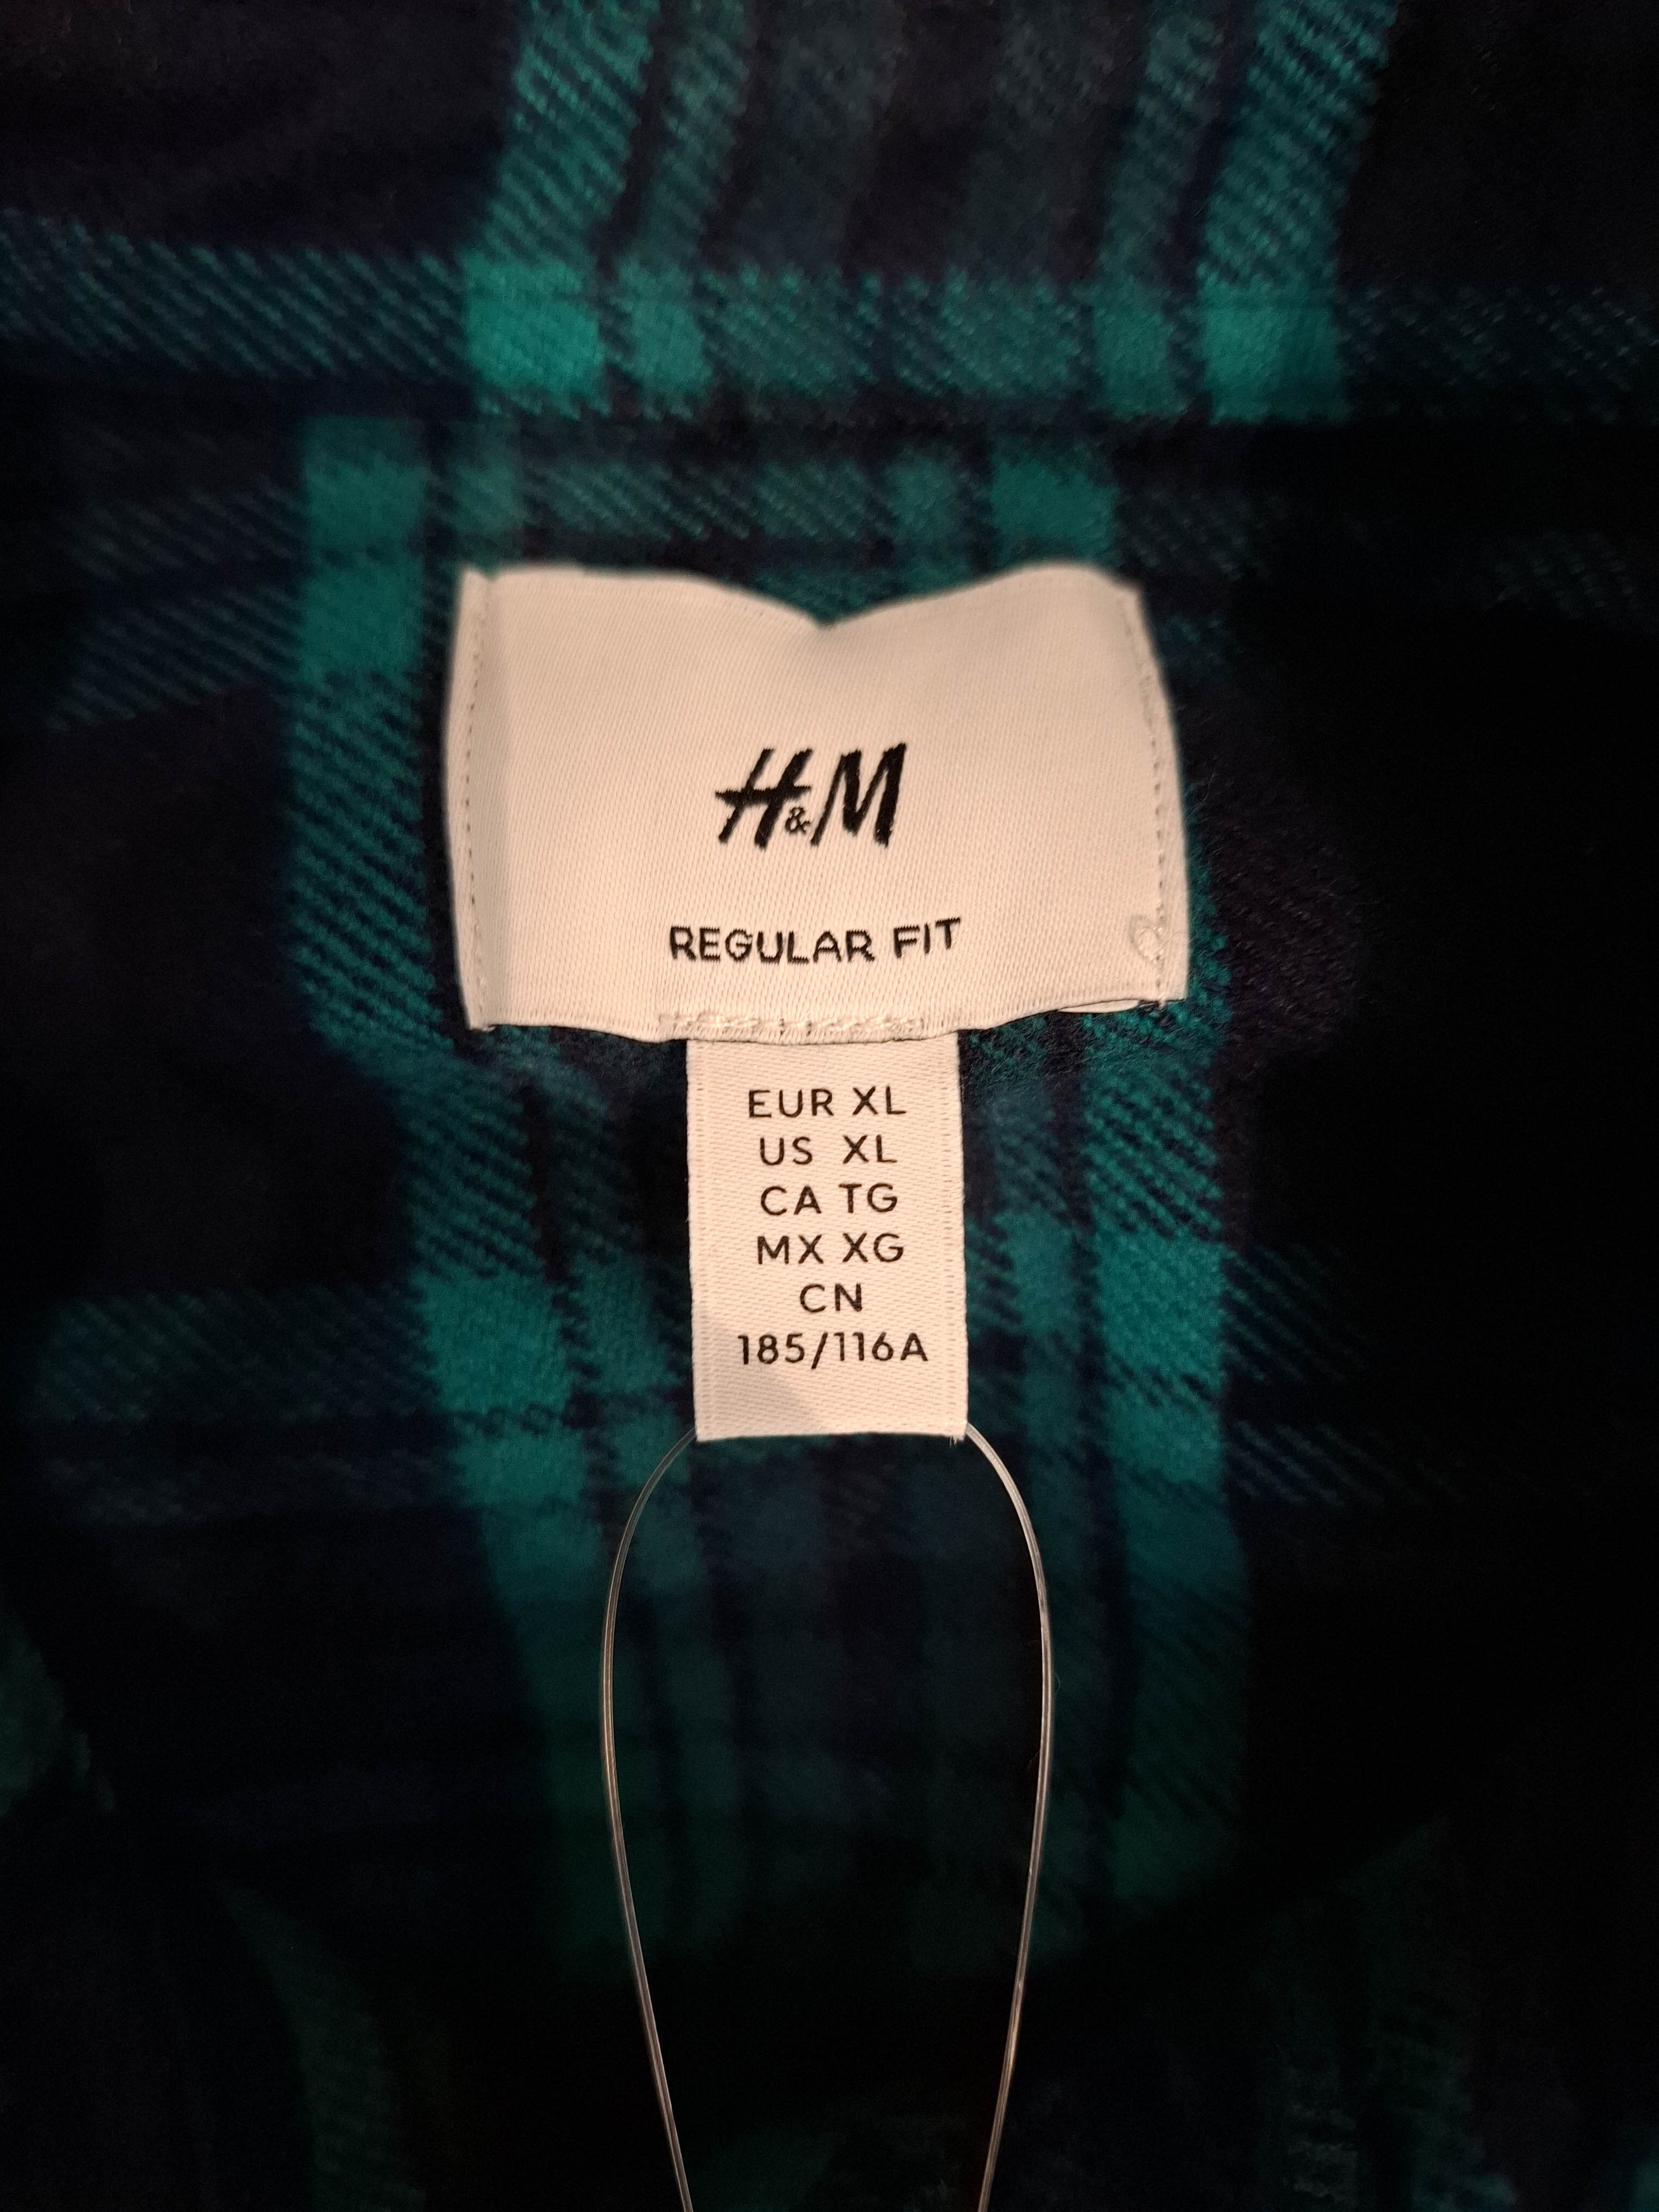 H&M
REGULAR FIT
EUR XL
US XL
CA TG
MX XG
CN
185/116A